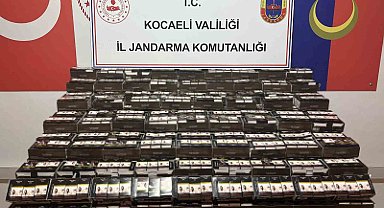 T.C.
KOCAELİ VALİLİĞİ
İL JANDARMA KOMUTANLIĞI